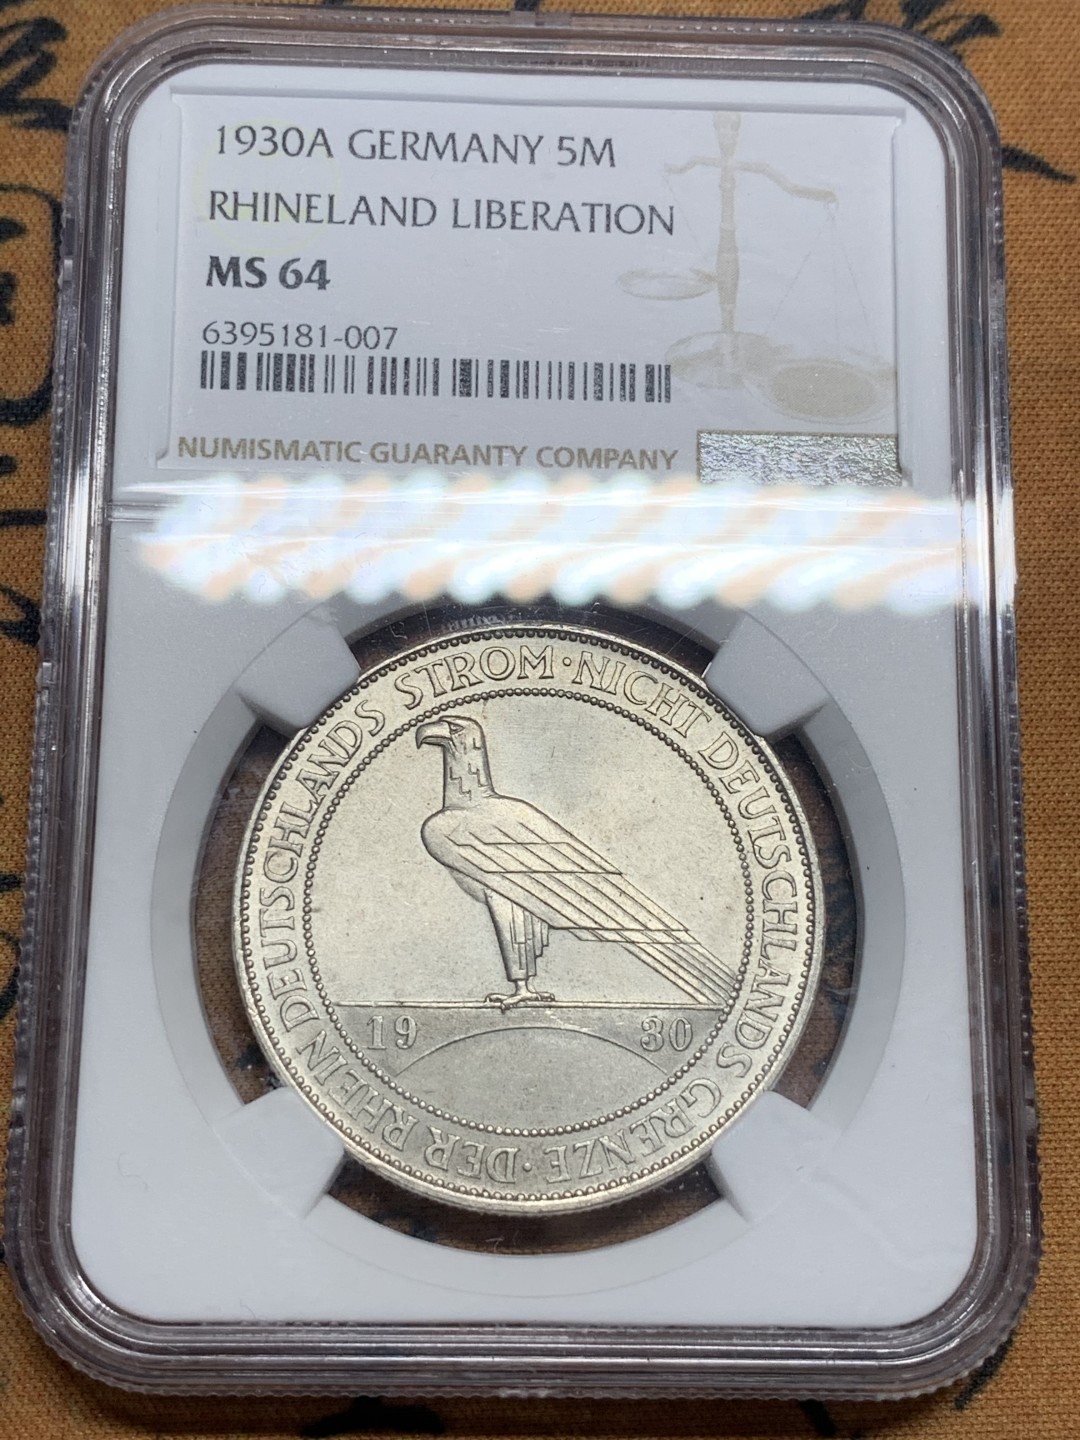 1930A GERMANY 5M
RHINELAND LIBERATION
MS 64
6395181-007
NUMISMATIC GUARANTY COMPANY
DER RHEIN DEUTSCHLANDS STROM · NICHT DEUTSCHLANDS GRENZE ·
19 30